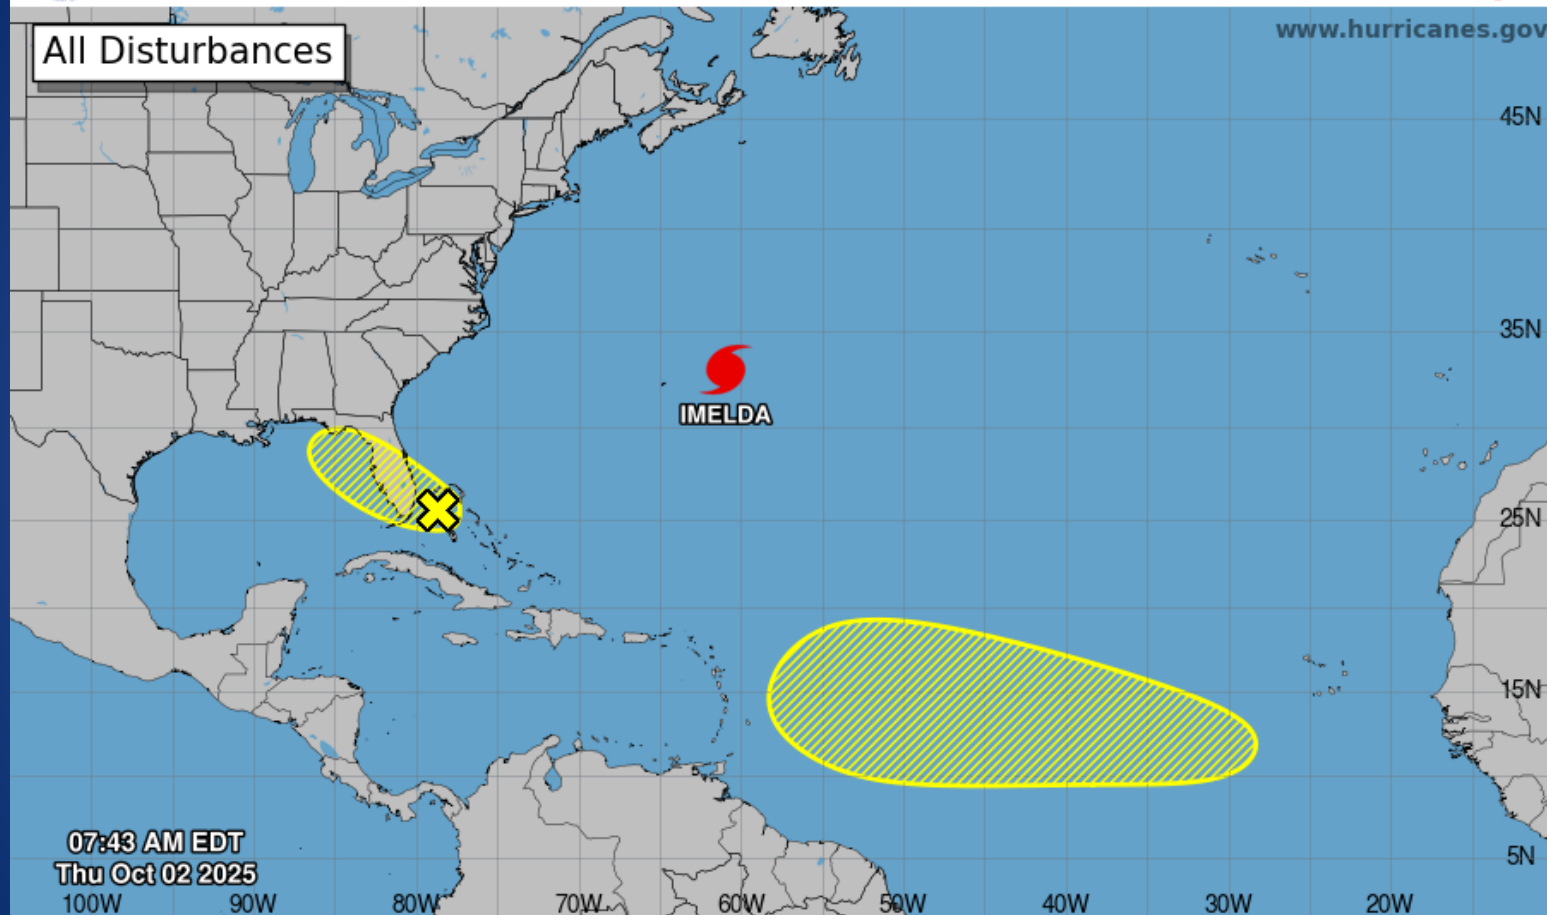 All Disturbances
www.hurricanes.gov
45N
35N
IMELDA
25N
15N
07:43 AM EDT
Thu Oct 02 2025
5N
100W 90W 80W 70W 60W 50W 40W 30W 20W